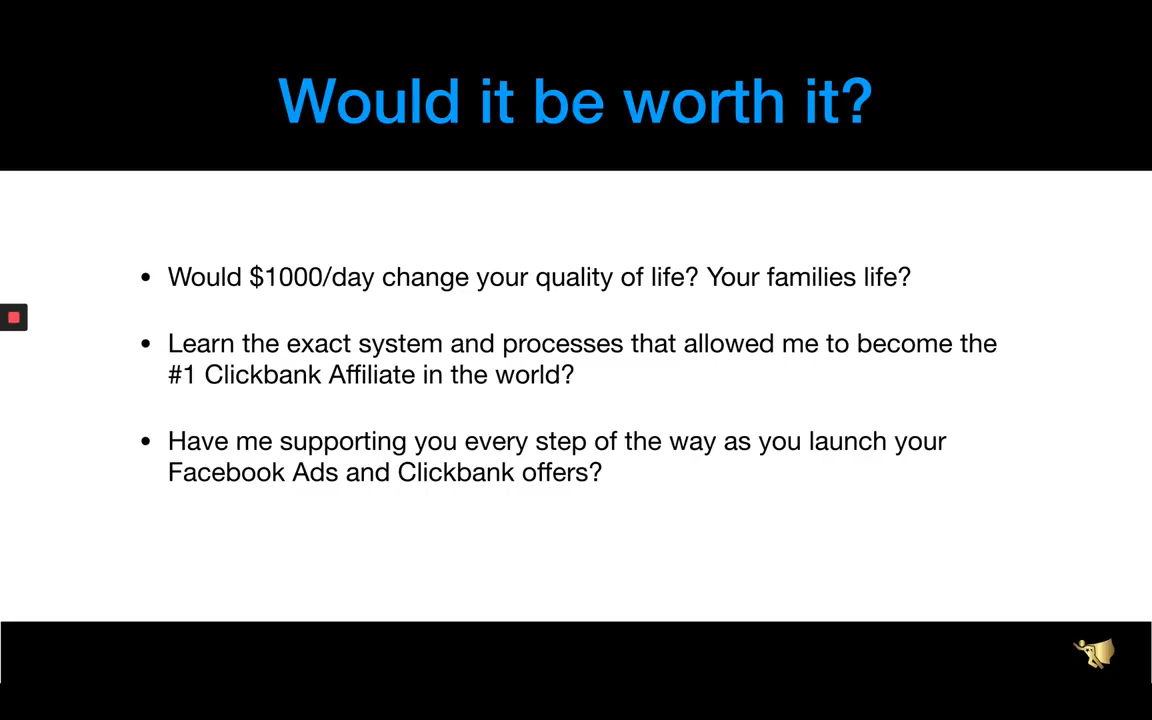 Would it be worth it?
• Would $1000/day change your quality of life? Your families life?
• Learn the exact system and processes that allowed me to become the
#1 Clickbank Affiliate in the world?
• Have me supporting you every step of the way as you launch your
Facebook Ads and Clickbank offers?